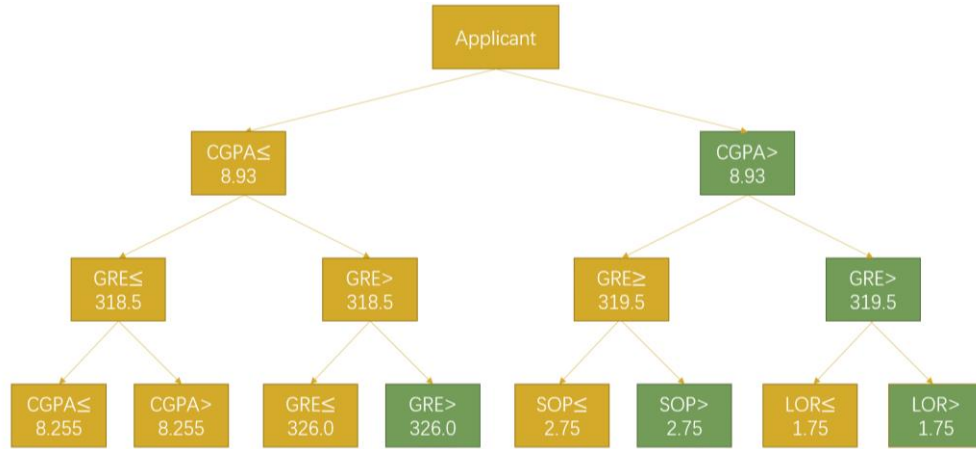 Applicant
CGPA≤
8.93
CGPA>
8.93
GRE≤
318.5
GRE>
318.5
GRE≥
319.5
GRE>
319.5
CGPA≤
8.255
CGPA>
8.255
GRE≤
326.0
GRE>
326.0
SOP≤
2.75
SOP>
2.75
LOR≤
1.75
LOR>
1.75